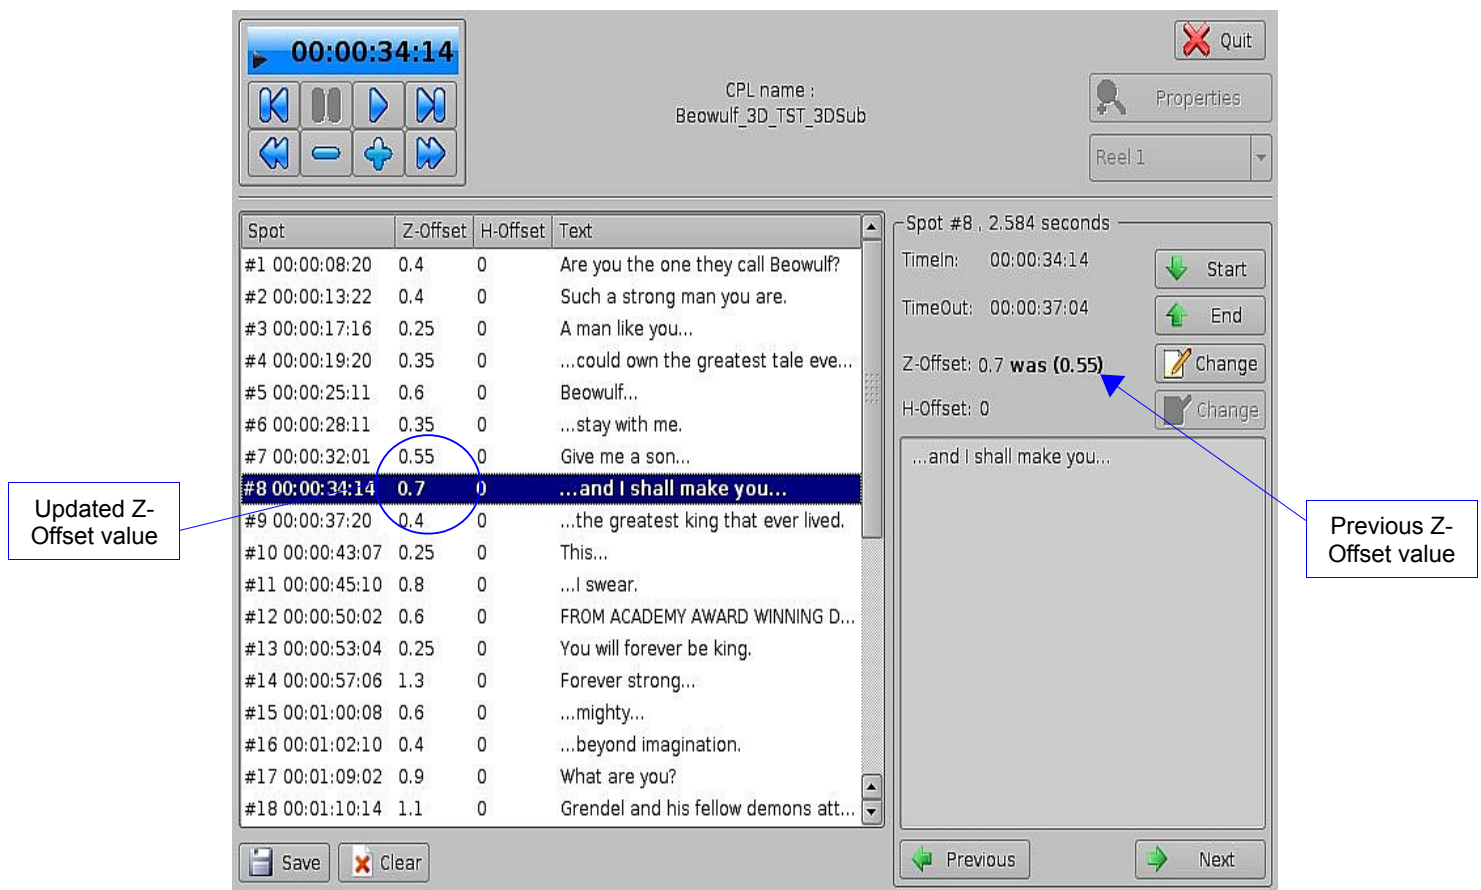 00:00:34:14
Quit
CPL name :
Beowulf_3D_TST_3DSub
Properties
Reel 1
Spot Z-Offset H-Offset Text
#1 00:00:08:20 0.4 0 Are you the one they call Beowulf?
#2 00:00:13:22 0.4 0 Such a strong man you are.
#3 00:00:17:16 0.25 0 A man like you...
#4 00:00:19:20 0.35 0 ...could own the greatest tale eve...
#5 00:00:25:11 0.6 0 Beowulf...
#6 00:00:28:11 0.35 0 ...stay with me.
#7 00:00:32:01 0.55 0 Give me a son...
#8 00:00:34:14 0.7 0 ...and I shall make you...
#9 00:00:37:20 0.4 0 ...the greatest king that ever lived.
#10 00:00:43:07 0.25 0 This...
#11 00:00:45:10 0.8 0 ...I swear.
#12 00:00:50:02 0.6 0 FROM ACADEMY AWARD WINNING D...
#13 00:00:53:04 0.25 0 You will forever be king.
#14 00:00:57:06 1.3 0 Forever strong...
#15 00:01:00:08 0.6 0 ...mighty...
#16 00:01:02:10 0.4 0 ...beyond imagination.
#17 00:01:09:02 0.9 0 What are you?
#18 00:01:10:14 1.1 0 Grendel and his fellow demons att...
Spot #8 , 2.584 seconds
TimeIn: 00:00:34:14
Start
TimeOut: 00:00:37:04
End
Z-Offset: 0.7 was (0.55)
Change
H-Offset: 0
Change
...and I shall make you...
Save
Clear
Previous
Next
Updated Z-
Offset value
Previous Z-
Offset value